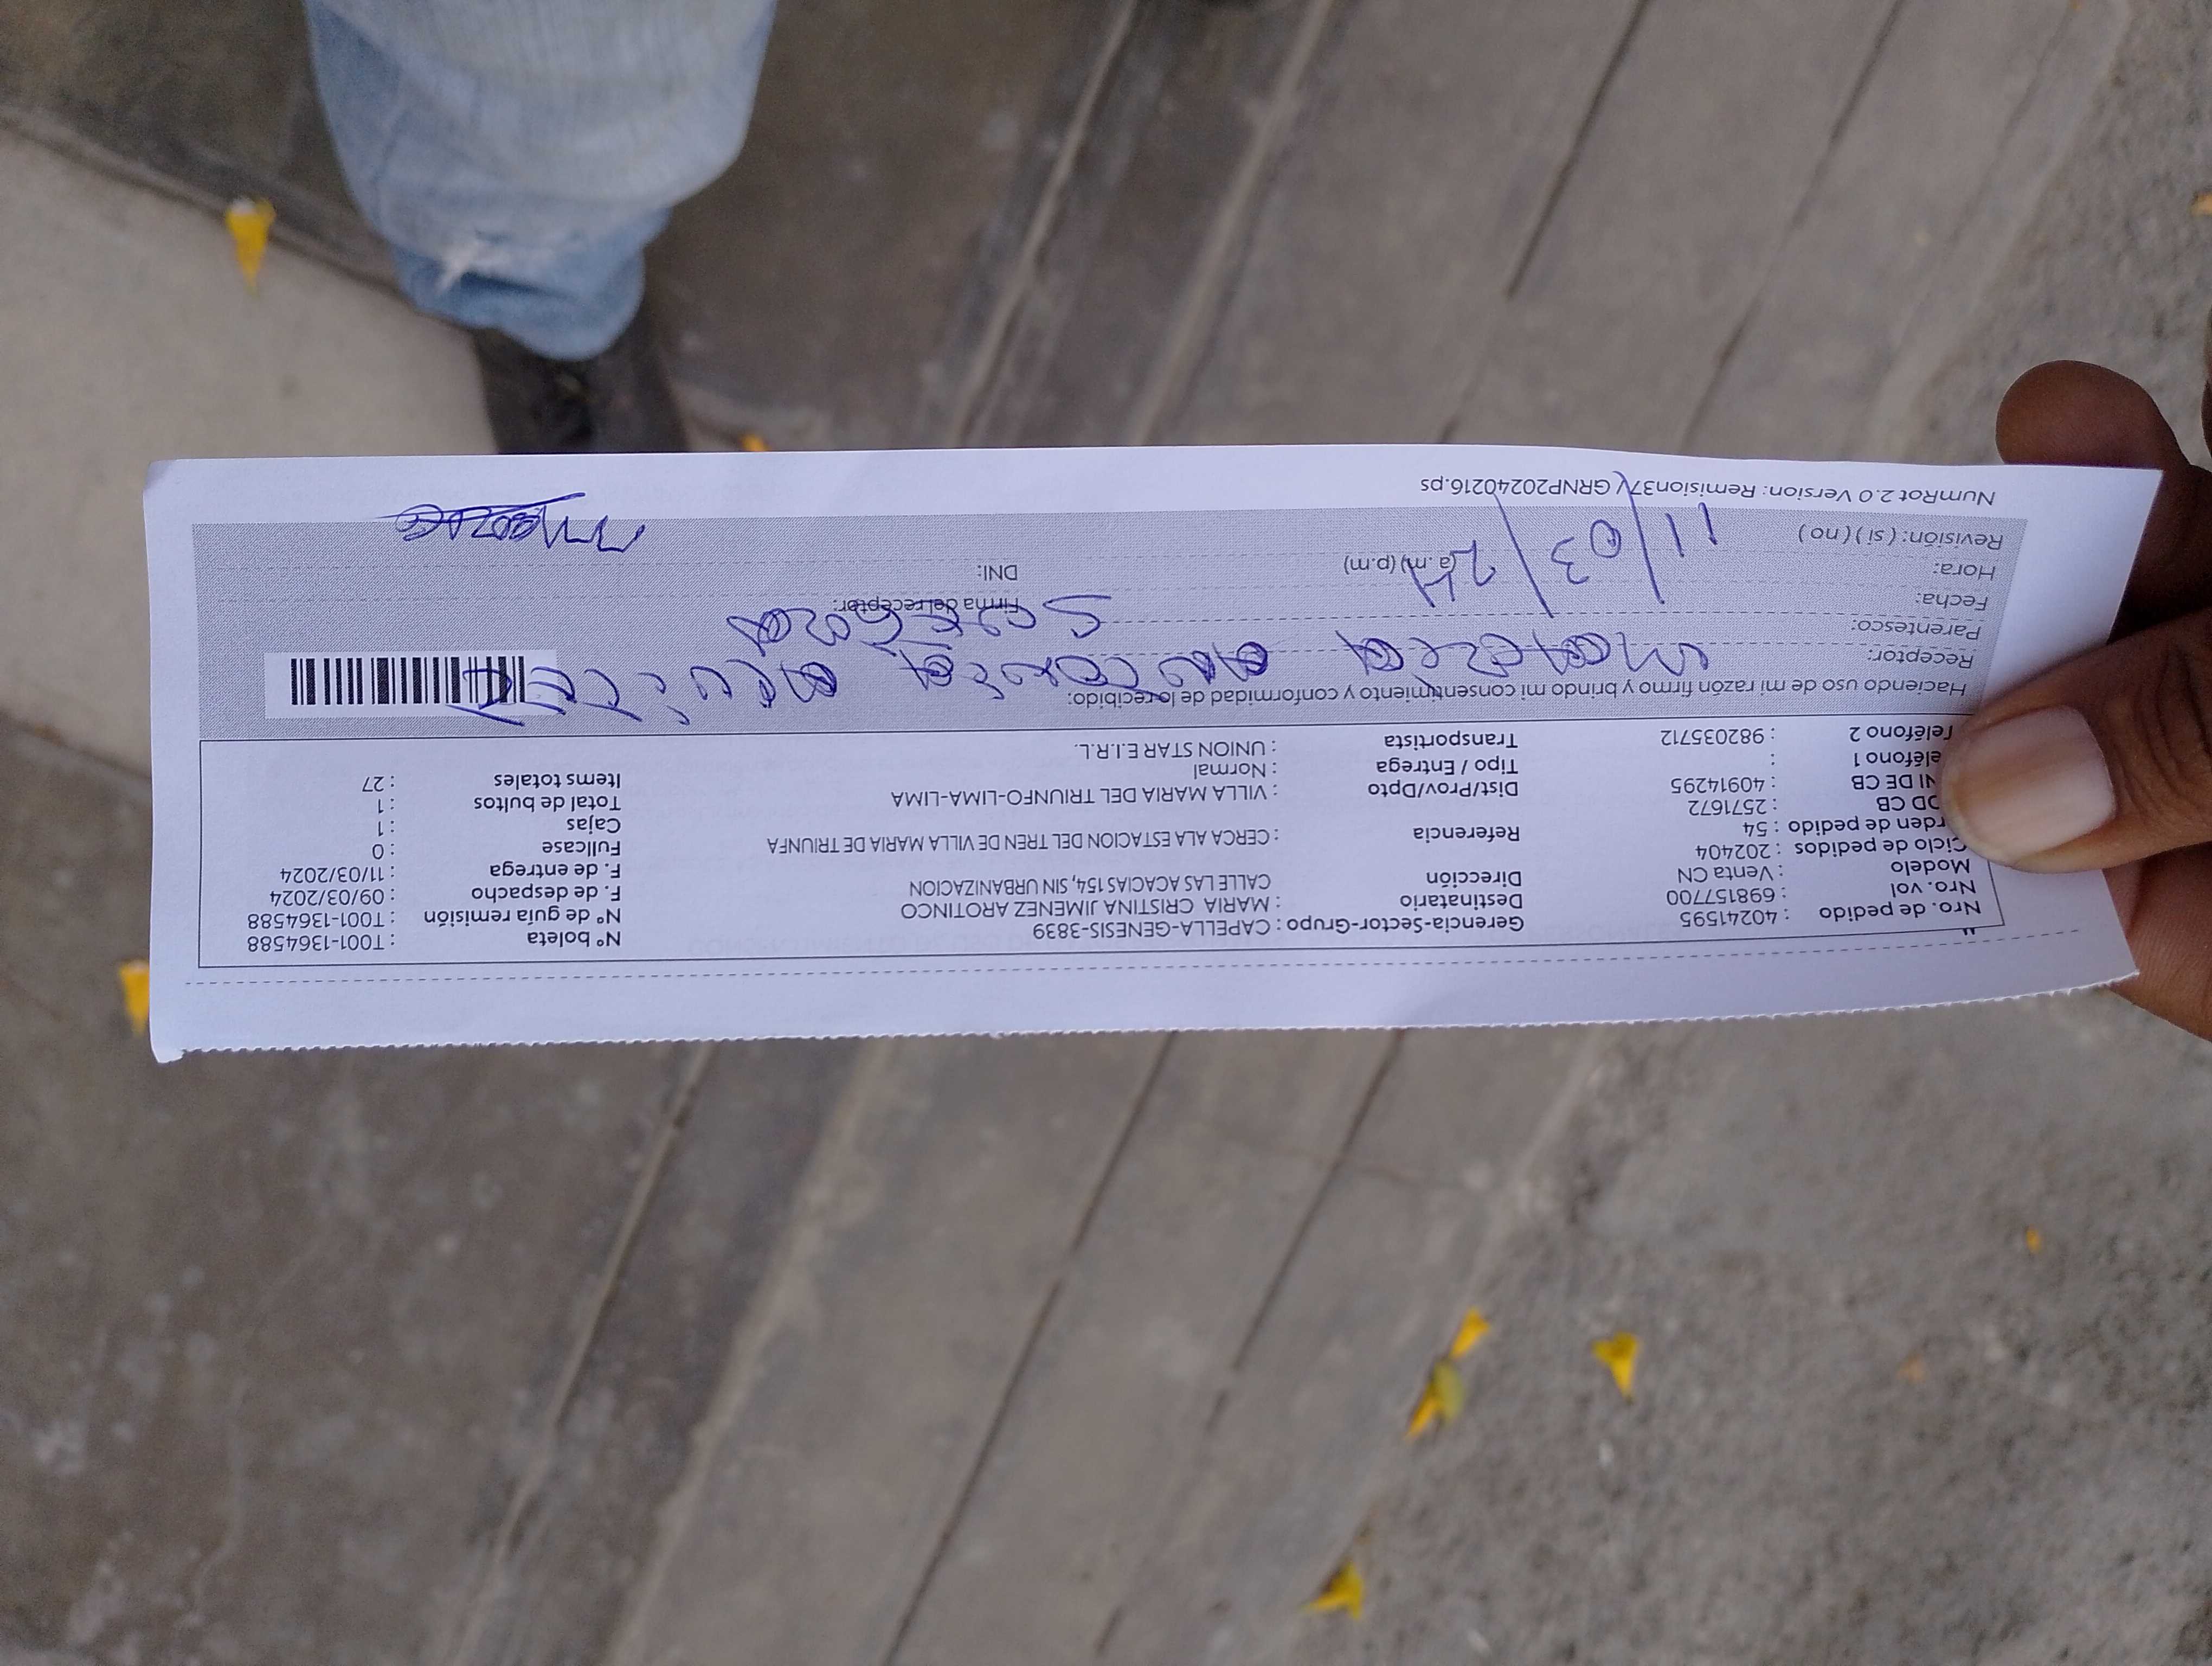 Nro. de pedido : 40241595 Gerencia-Sector-Grupo : CAPELLA-GENESIS-3839 N° boleta : T001-1364588
Nro. vol : 698157700 Destinatario : MARIA CRISTINA JIMENEZ AROTINCO N° de guía remisión : T001-1364588
Modelo : Venta CN Dirección CALLE LAS ACACIAS 154, SIN URBANIZACION F. de despacho : 09/03/2024
Ciclo de pedidos : 202404 F. de entrega : 11/03/2024
rden de pedido : 54 Referencia : CERCA ALA ESTACION DEL TREN DE VILLA MARIA DE TRIUNFA Fullcase : 0
OD CB : 2571672 Cajas : 1
NI DE CB : 40914295 Dist/Prov/Dpto : VILLA MARIA DEL TRIUNFO-LIMA-LIMA Total de bultos : 1
eléfono 1 : Tipo / Entrega : Normal Items totales : 27
Teléfono 2 : 982035712 Transportista : UNION STAR E.I.R.L.
Haciendo uso de mi razón firmo y brindo mi consentimiento y conformidad de lo recibido:
Receptor:
Parentesco:
Fecha: 11/03/24 Firma del receptor:
Hora: (a.m) (p.m) DNI:
Revisión: ( si ) ( no )
NumRot 2.0 Version: Remision37 / GRNP20240216.ps